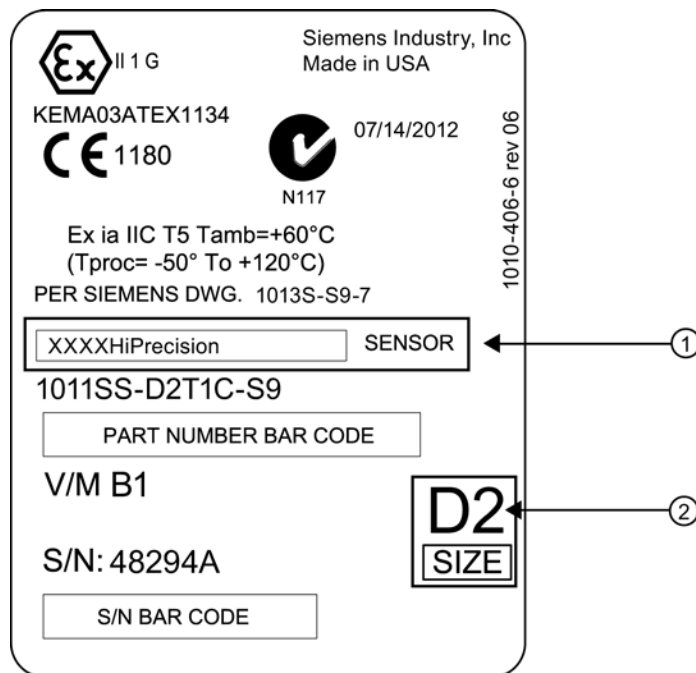 Ex II 1 G
Siemens Industry, Inc
Made in USA
KEMA03ATEX1134
CE 1180
07/14/2012
N117
1010-406-6 rev 06
Ex ia IIC T5 Tamb=+60°C
(Tproc= -50° To +120°C)
PER SIEMENS DWG. 1013S-S9-7
XXXXHiPrecision SENSOR
1
1011SS-D2T1C-S9
PART NUMBER BAR CODE
V/M B1
D2
2
SIZE
S/N: 48294A
S/N BAR CODE